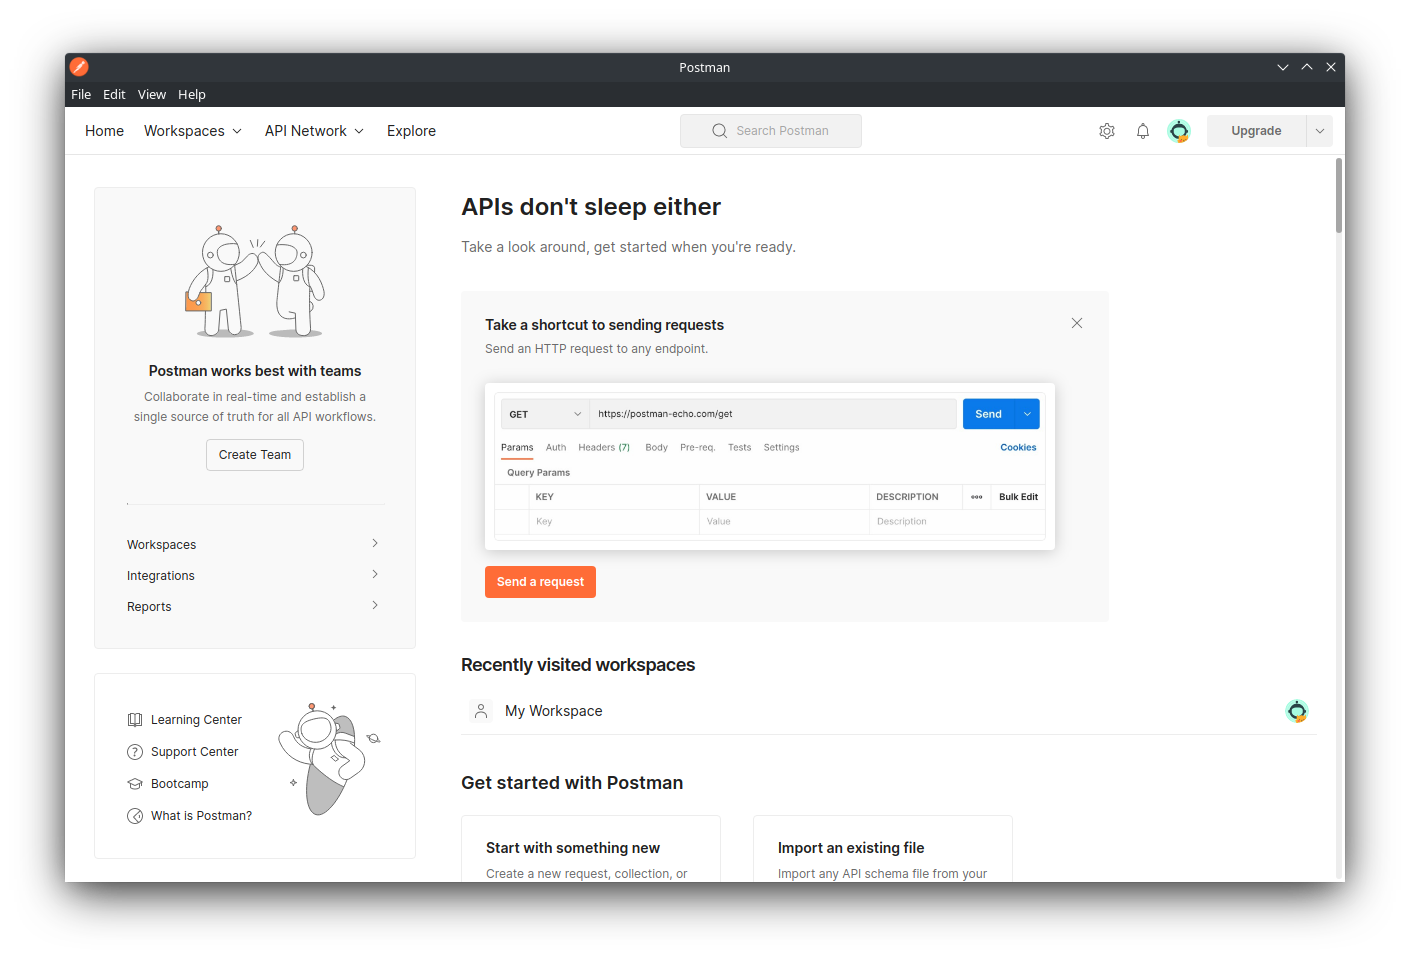 Postman
File Edit View Help
Home Workspaces API Network Explore Search Postman Upgrade
Postman works best with teams
Collaborate in real-time and establish a
single source of truth for all API workflows.
Create Team
Workspaces
Integrations
Reports
Learning Center
Support Center
Bootcamp
What is Postman?
APIs don't sleep either
Take a look around, get started when you're ready.
Take a shortcut to sending requests
Send an HTTP request to any endpoint.
GET https://postman-echo.com/get Send
Params Auth Headers (7) Body Pre-req. Tests Settings Cookies
Query Params
KEY VALUE DESCRIPTION Bulk Edit
Key Value Description
Send a request
Recently visited workspaces
My Workspace
Get started with Postman
Start with something new
Create a new request, collection, or
Import an existing file
Import any API schema file from your